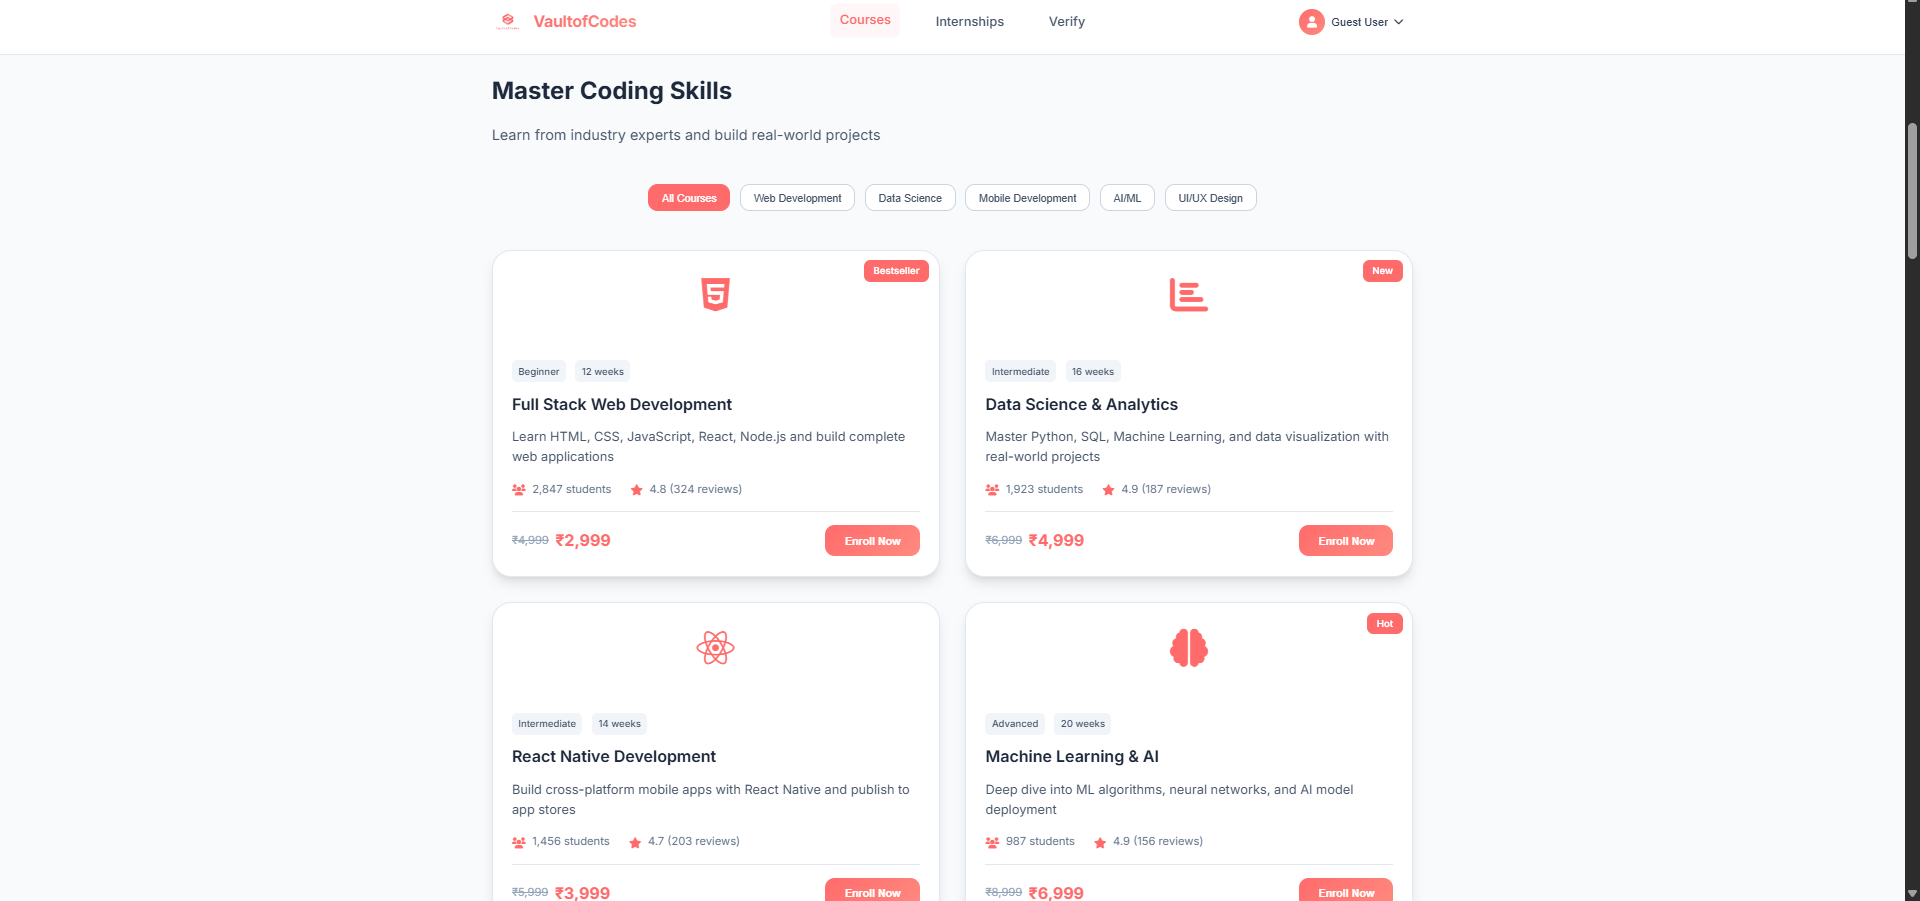 VaultofCodes
Courses
Internships
Verify
Guest User
Master Coding Skills
Learn from industry experts and build real-world projects
All Courses
Web Development
Data Science
Mobile Development
AI/ML
UI/UX Design
Bestseller
Beginner
12 weeks
Full Stack Web Development
Learn HTML, CSS, JavaScript, React, Node.js and build complete
web applications
2,847 students
4.8 (324 reviews)
₹4,999 ₹2,999
Enroll Now
New
Intermediate
16 weeks
Data Science & Analytics
Master Python, SQL, Machine Learning, and data visualization with
real-world projects
1,923 students
4.9 (187 reviews)
₹6,999 ₹4,999
Enroll Now
Intermediate
14 weeks
React Native Development
Build cross-platform mobile apps with React Native and publish to
app stores
1,456 students
4.7 (203 reviews)
₹5,999 ₹3,999
Enroll Now
Hot
Advanced
20 weeks
Machine Learning & AI
Deep dive into ML algorithms, neural networks, and AI model
deployment
987 students
4.9 (156 reviews)
₹8,999 ₹6,999
Enroll Now